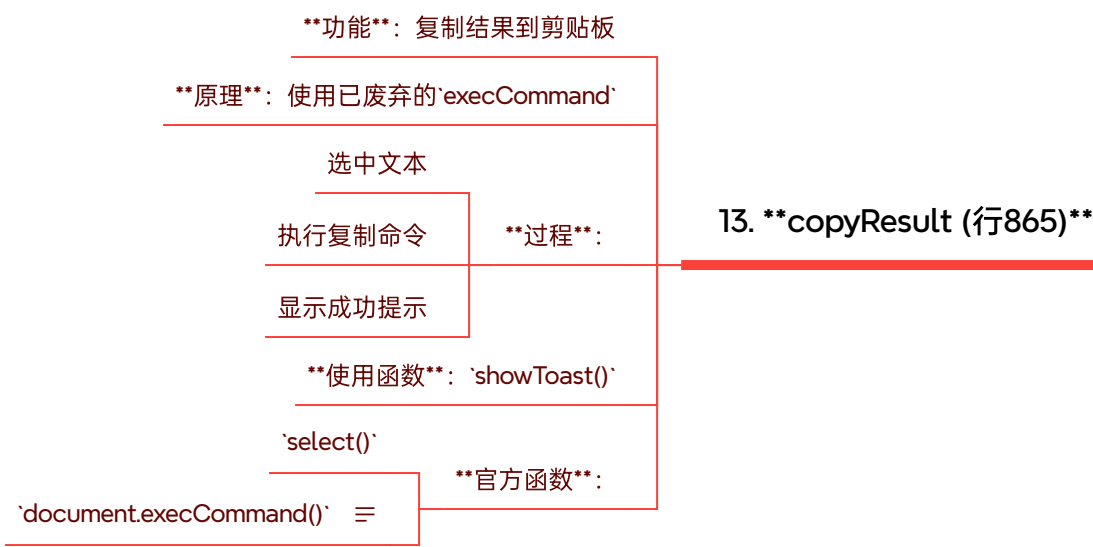 **功能**：复制结果到剪贴板
**原理**：使用已废弃的`execCommand`
选中文本
执行复制命令
显示成功提示
**过程**：
13. **copyResult (行865)**
**使用函数**：`showToast()`
`select()`
`document.execCommand()`
**官方函数**：